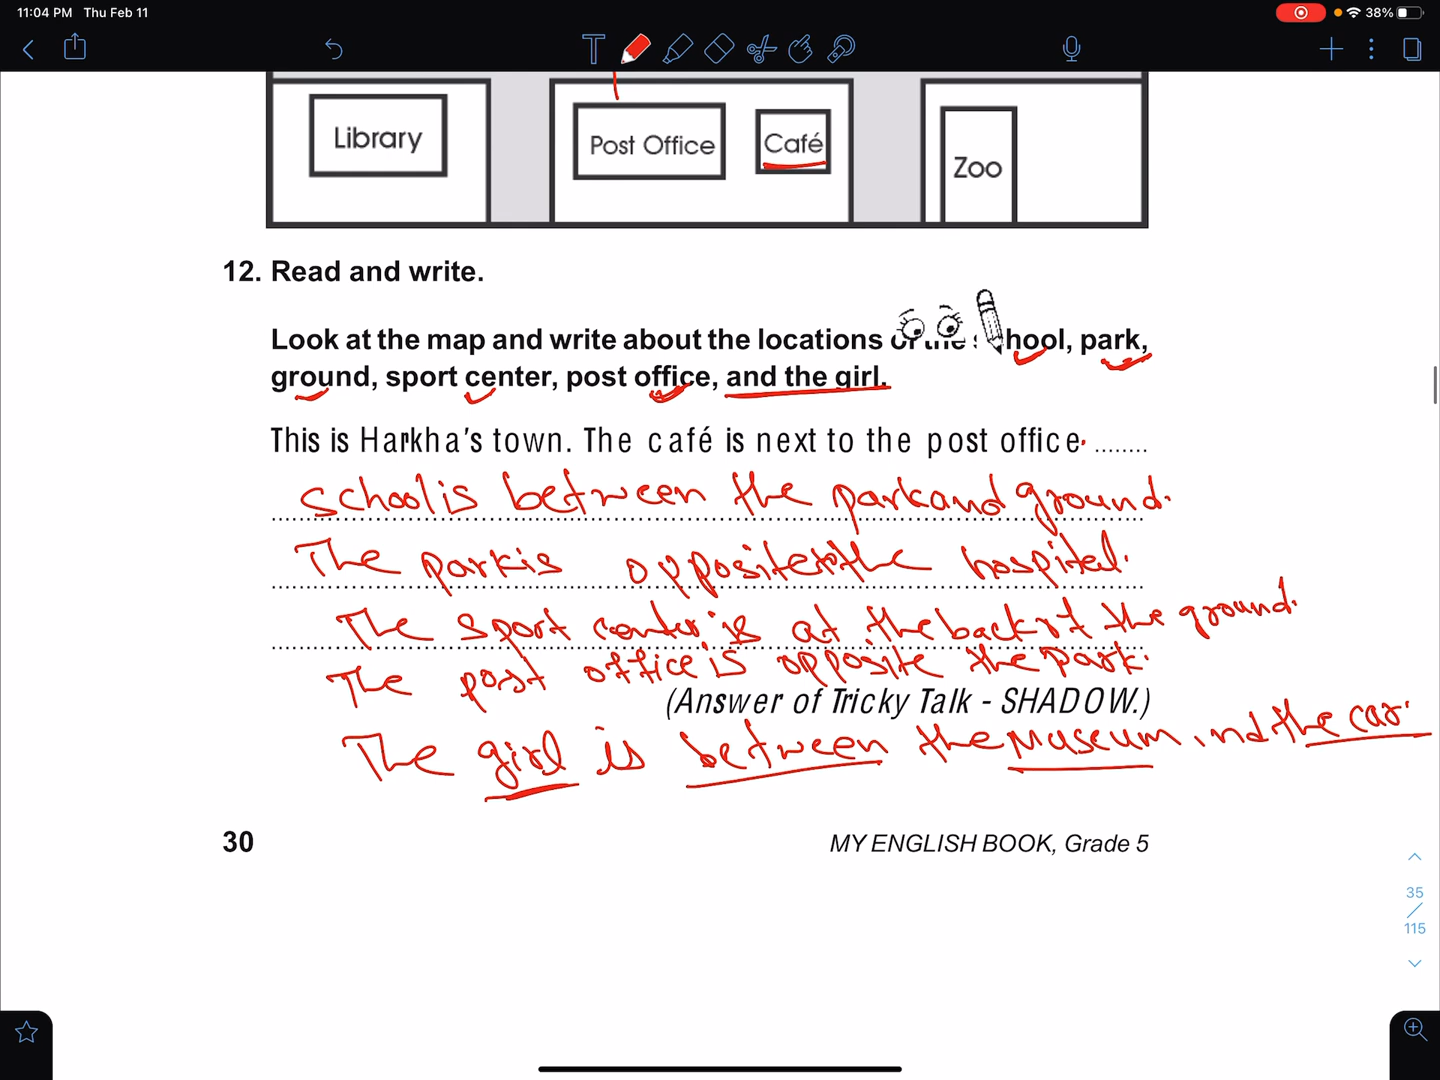 11:04 PM Thu Feb 11
38%
Library
Post Office
Café
Zoo
12. Read and write.
Look at the map and write about the locations of the school, park,
ground, sport center, post office, and the girl.
This is Harkha's town. The café is next to the post office. ........
School is between the park and ground.
The park is opposite to the hospital.
The sport center is at the back of the ground.
The post office is opposite the park.
(Answer of Tricky Talk - SHADOW.)
The girl is between the Museum and the car.
30
MY ENGLISH BOOK, Grade 5
35
/
115